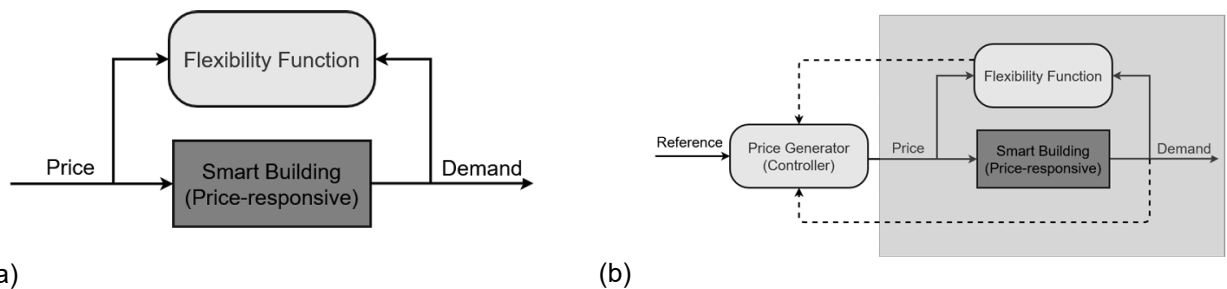 Flexibility Function
Price
Smart Building
(Price-responsive)
Demand
a)
Flexibility Function
Reference
Price Generator
(Controller)
Price
Smart Building
(Price-responsive)
Demand
(b)